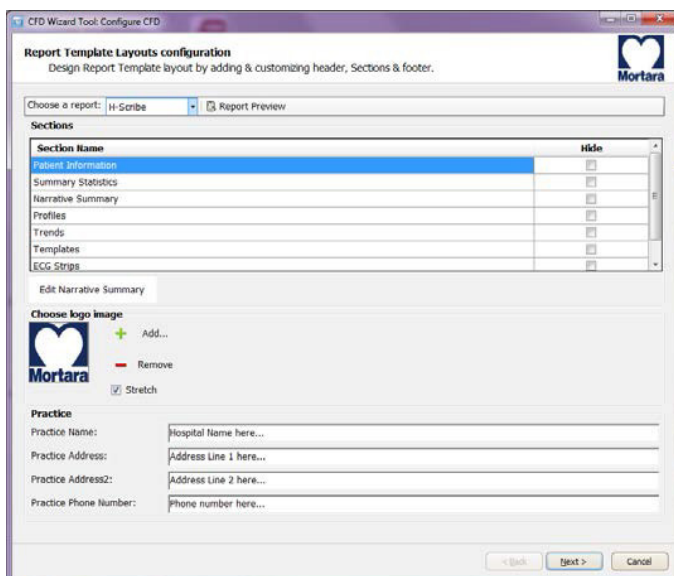 CFD Wizard Tool: Configure CFD
Report Template Layouts configuration
Design Report Template layout by adding & customizing header, Sections & footer.
Mortara
Choose a report: H-Scribe Report Preview
Sections
Section Name Hide
Patient Information
Summary Statistics
Narrative Summary
Profiles
Trends
Templates
ECG Strips
Edit Narrative Summary
Choose logo image
Mortara
Add...
Remove
Stretch
Practice
Practice Name: Hospital Name here...
Practice Address: Address Line 1 here...
Practice Address2: Address Line 2 here...
Practice Phone Number: Phone number here...
< Back Next > Cancel